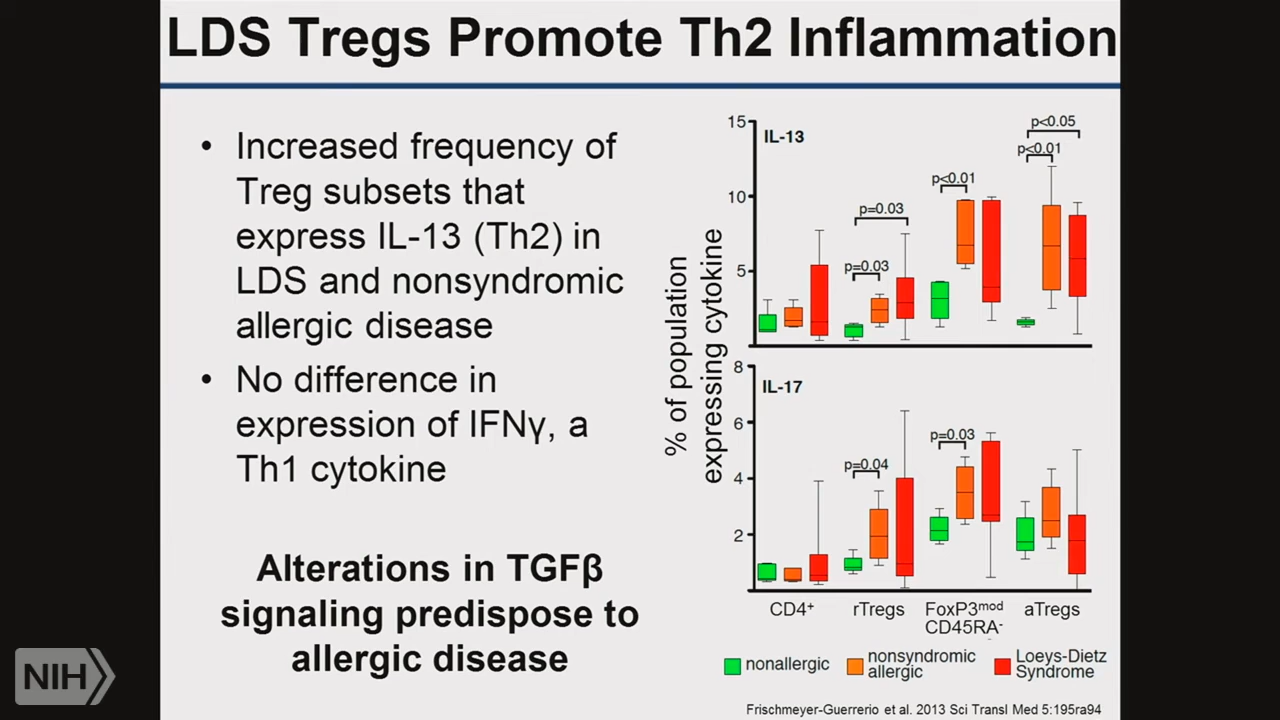 LDS Tregs Promote Th2 Inflammation
• Increased frequency of
Treg subsets that
express IL-13 (Th2) in
LDS and nonsyndromic
allergic disease
• No difference in
expression of IFNγ, a
Th1 cytokine
Alterations in TGFβ
signaling predispose to
allergic disease
% of population
expressing cytokine
IL-13
15
10
5
p=0.03
p=0.03
p<0.01
p<0.01
p<0.05
IL-17
8
6
4
2
p=0.04
p=0.03
CD4⁺
rTregs
FoxP3ᵐᵒᵈ
CD45RA⁻
aTregs
nonallergic
nonsyndromic
allergic
Loeys-Dietz
Syndrome
Frischmeyer-Guerrerio et al. 2013 Sci Transl Med 5:195ra94
NIH